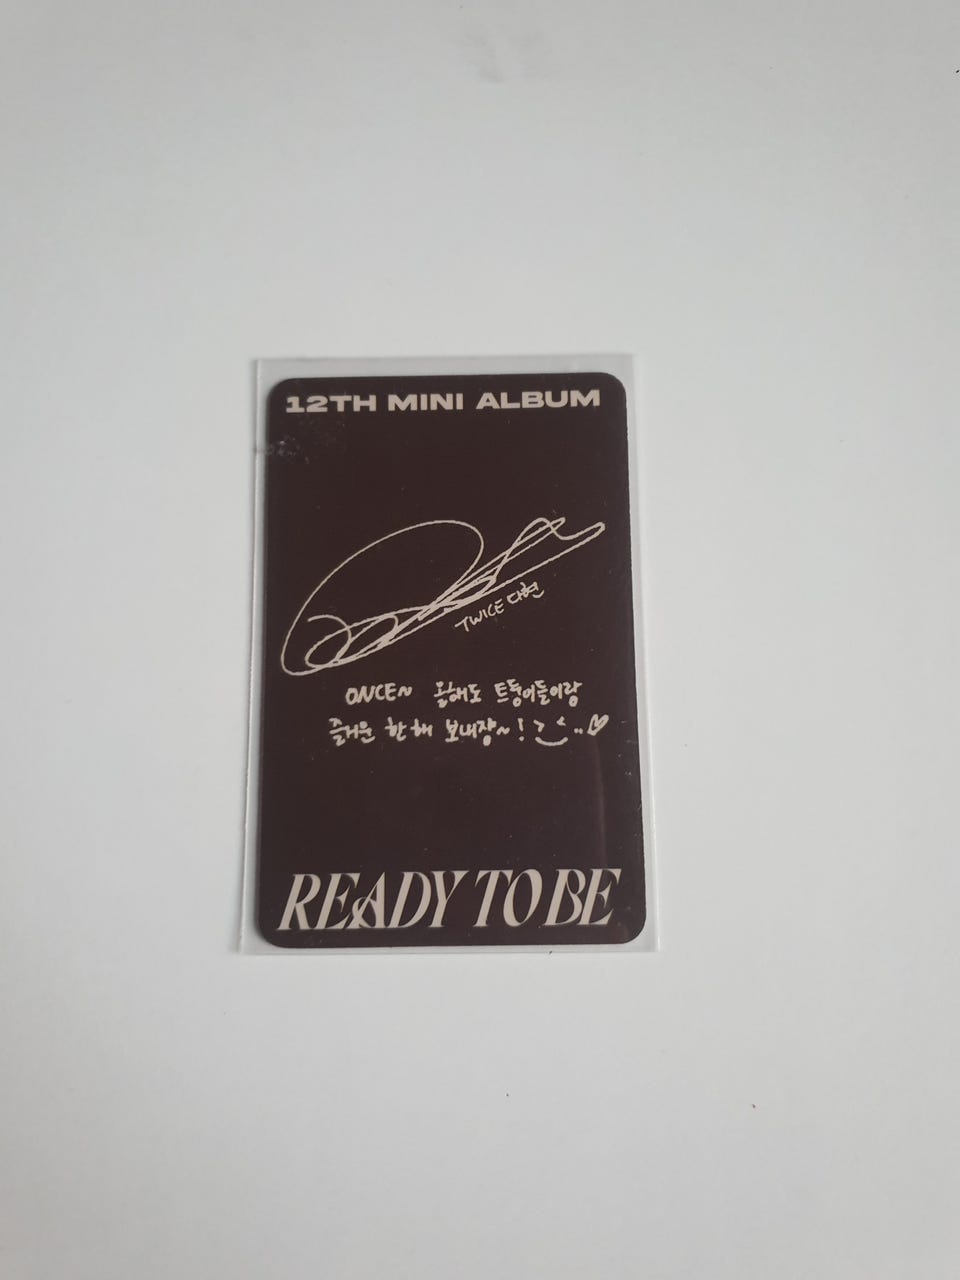 12TH MINI ALBUM
TWICE 다현
ONCE~ 올해도 트둥이들이랑
즐거운 한 해 보내장~! >_< ..♡
READY TO BE